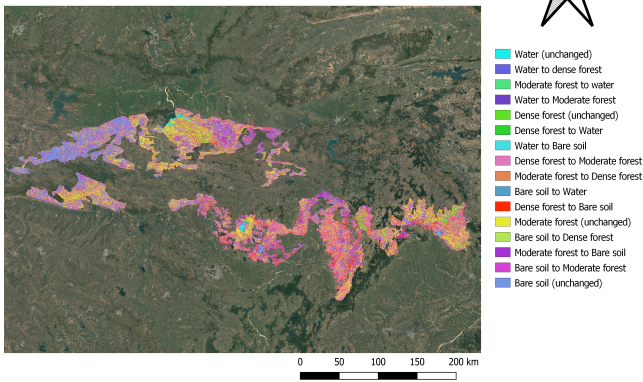 Water (unchanged)
Water to dense forest
Moderate forest to water
Water to Moderate forest
Dense forest (unchanged)
Dense forest to Water
Water to Bare soil
Dense forest to Moderate forest
Moderate forest to Dense forest
Bare soil to Water
Dense forest to Bare soil
Moderate forest (unchanged)
Bare soil to Dense forest
Moderate forest to Bare soil
Bare soil to Moderate forest
Bare soil (unchanged)
0 50 100 150 200 km